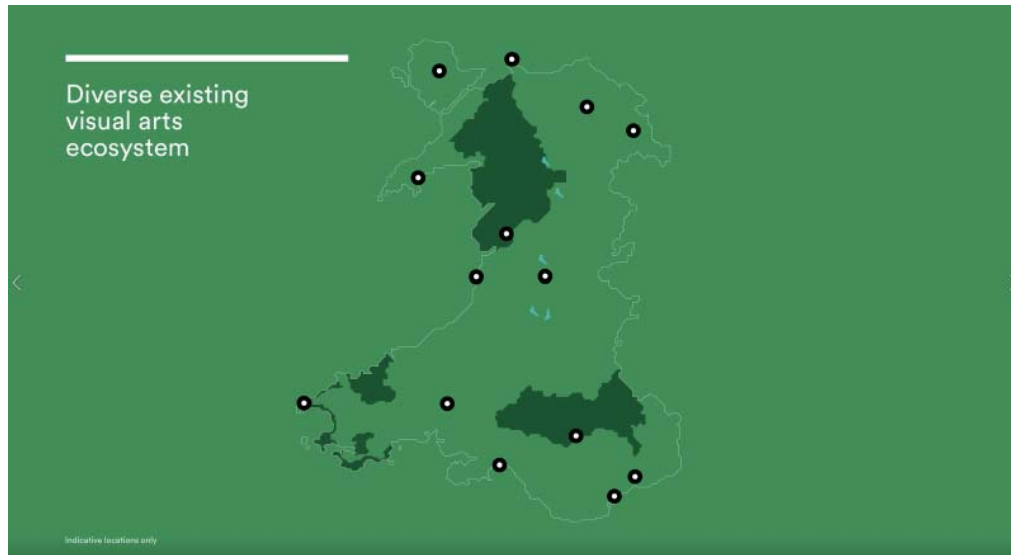 Diverse existing
visual arts
ecosystem
Indicative locations only